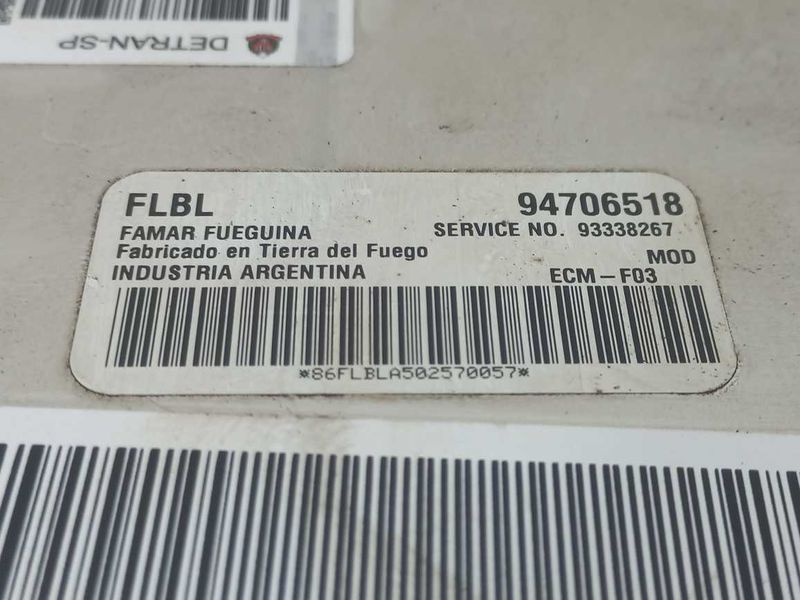 DETRAN-SP
FLBL 94706518
FAMAR FUEGUINA SERVICE NO. 93338267
Fabricado en Tierra del Fuego MOD
INDUSTRIA ARGENTINA ECM-F03
*86FLBLA502570057*